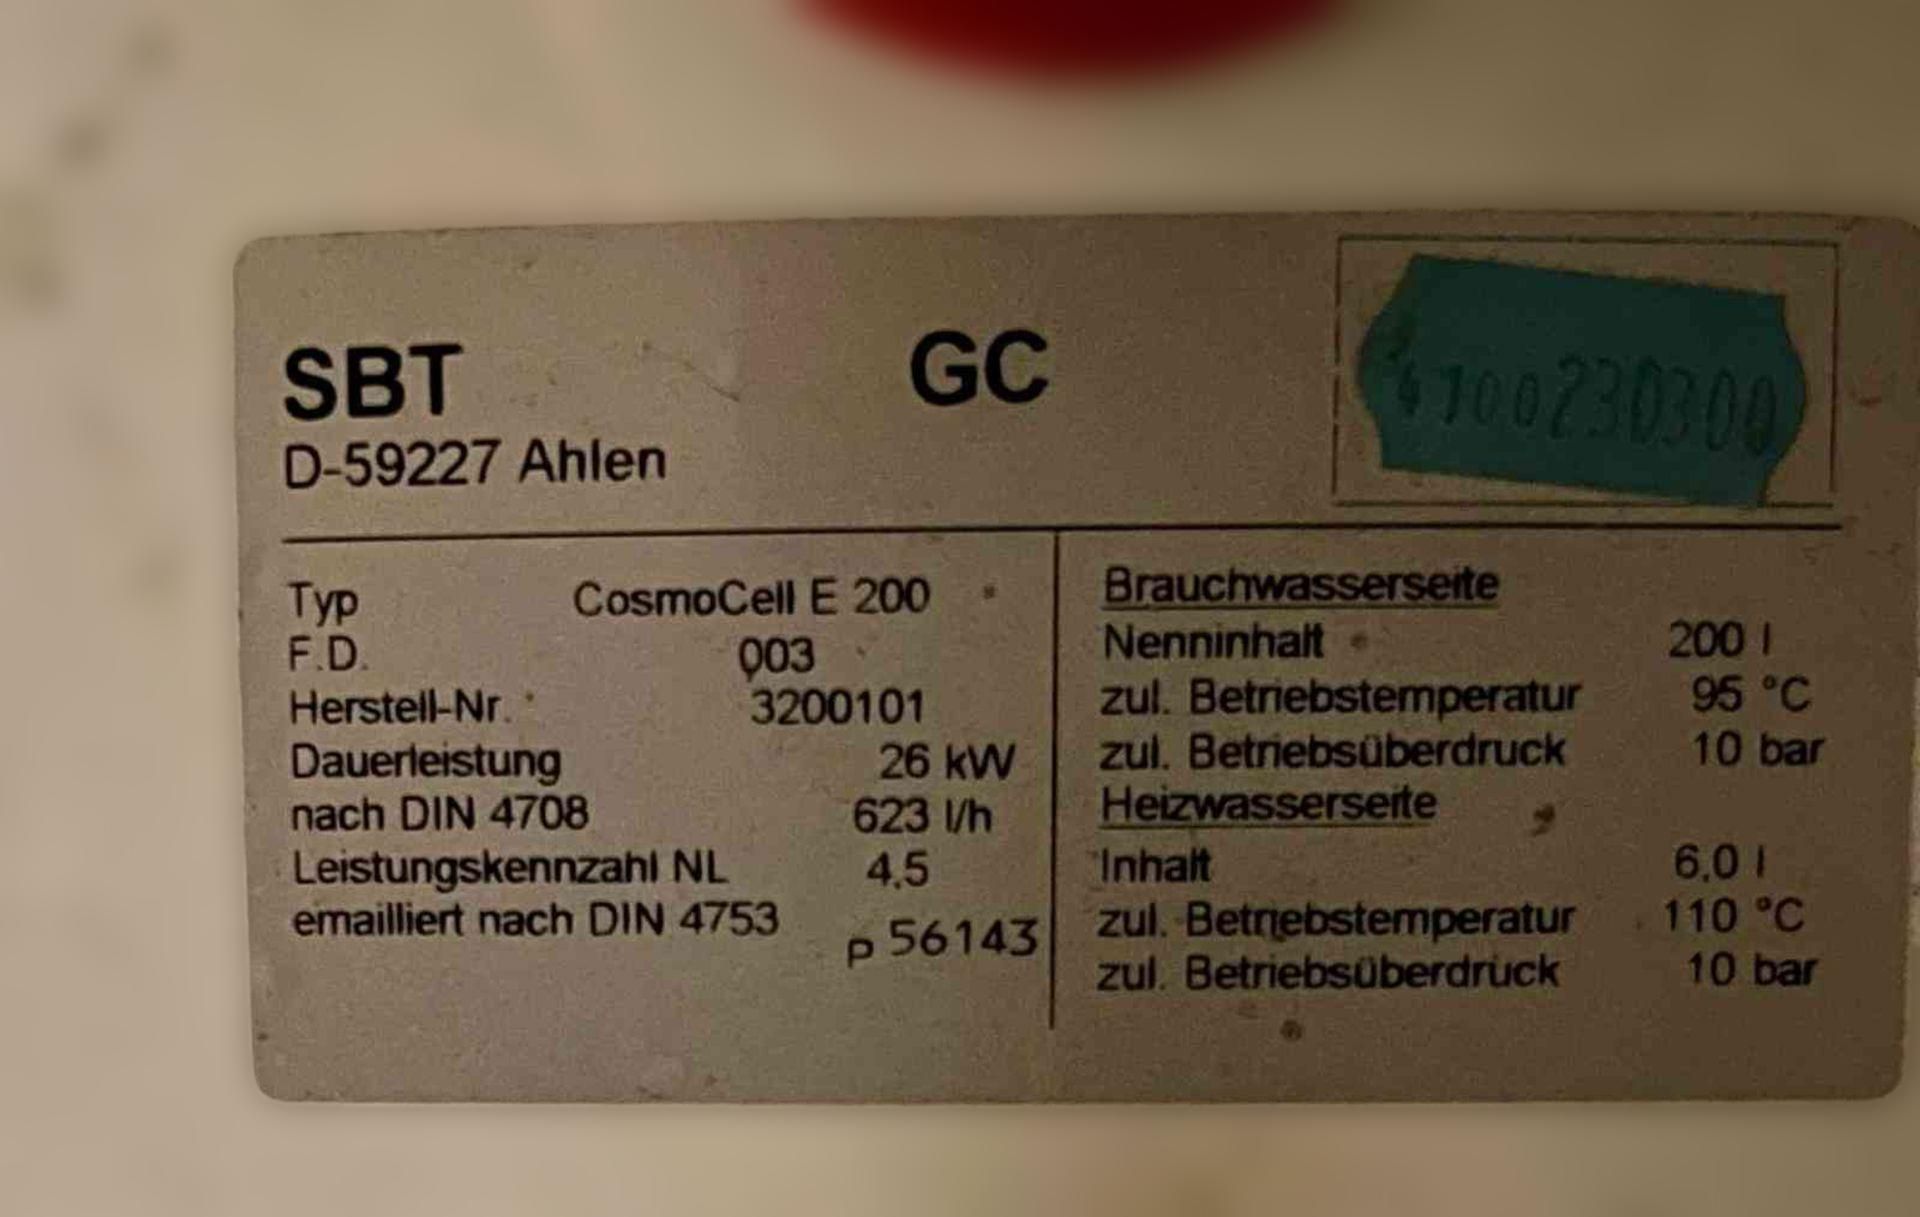 SBT
GC
4100230300
D-59227 Ahlen
Typ CosmoCell E 200
F.D. 003
Herstell-Nr. 3200101
Dauerleistung 26 kW
nach DIN 4708 623 l/h
Leistungskennzahl NL 4,5
emailliert nach DIN 4753 p 56143
Brauchwasserseite
Nenninhalt 200 l
zul. Betriebstemperatur 95 °C
zul. Betriebsüberdruck 10 bar
Heizwasserseite
Inhalt 6,0 l
zul. Betriebstemperatur 110 °C
zul. Betriebsüberdruck 10 bar